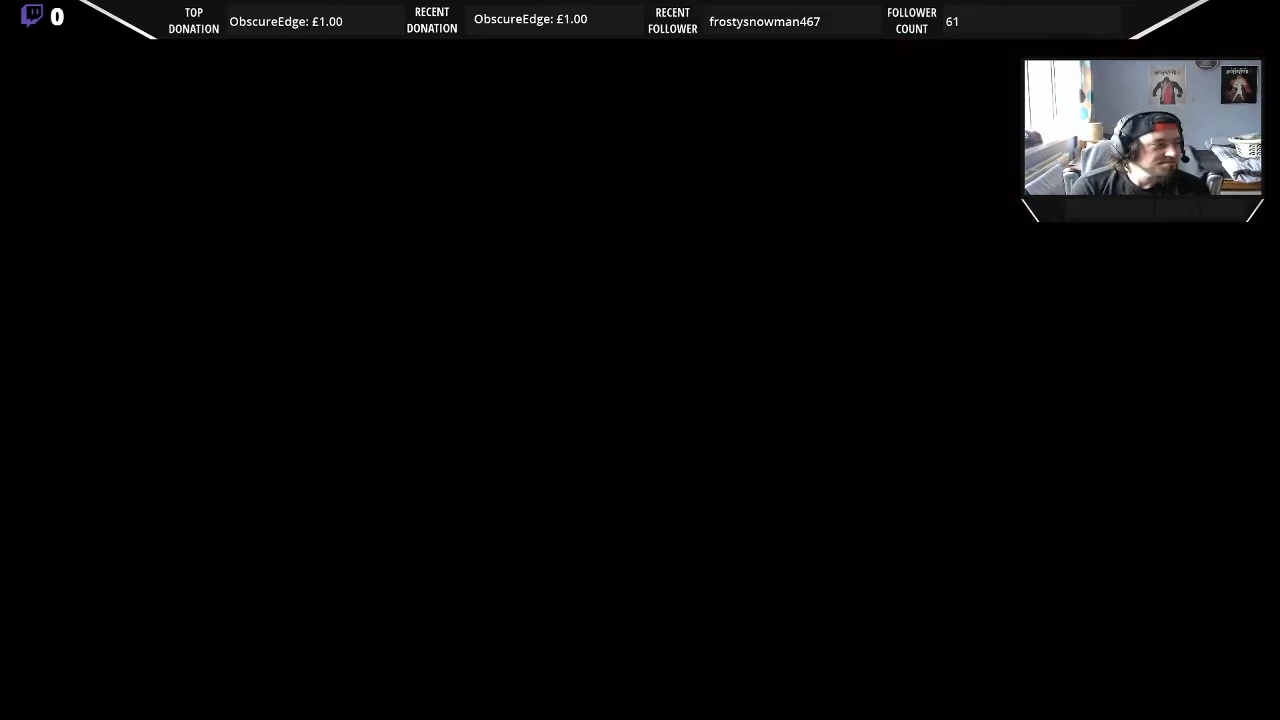 0
TOP
DONATION
ObscureEdge: £1.00
RECENT
DONATION
ObscureEdge: £1.00
RECENT
FOLLOWER
frostysnowman467
FOLLOWER
COUNT
61